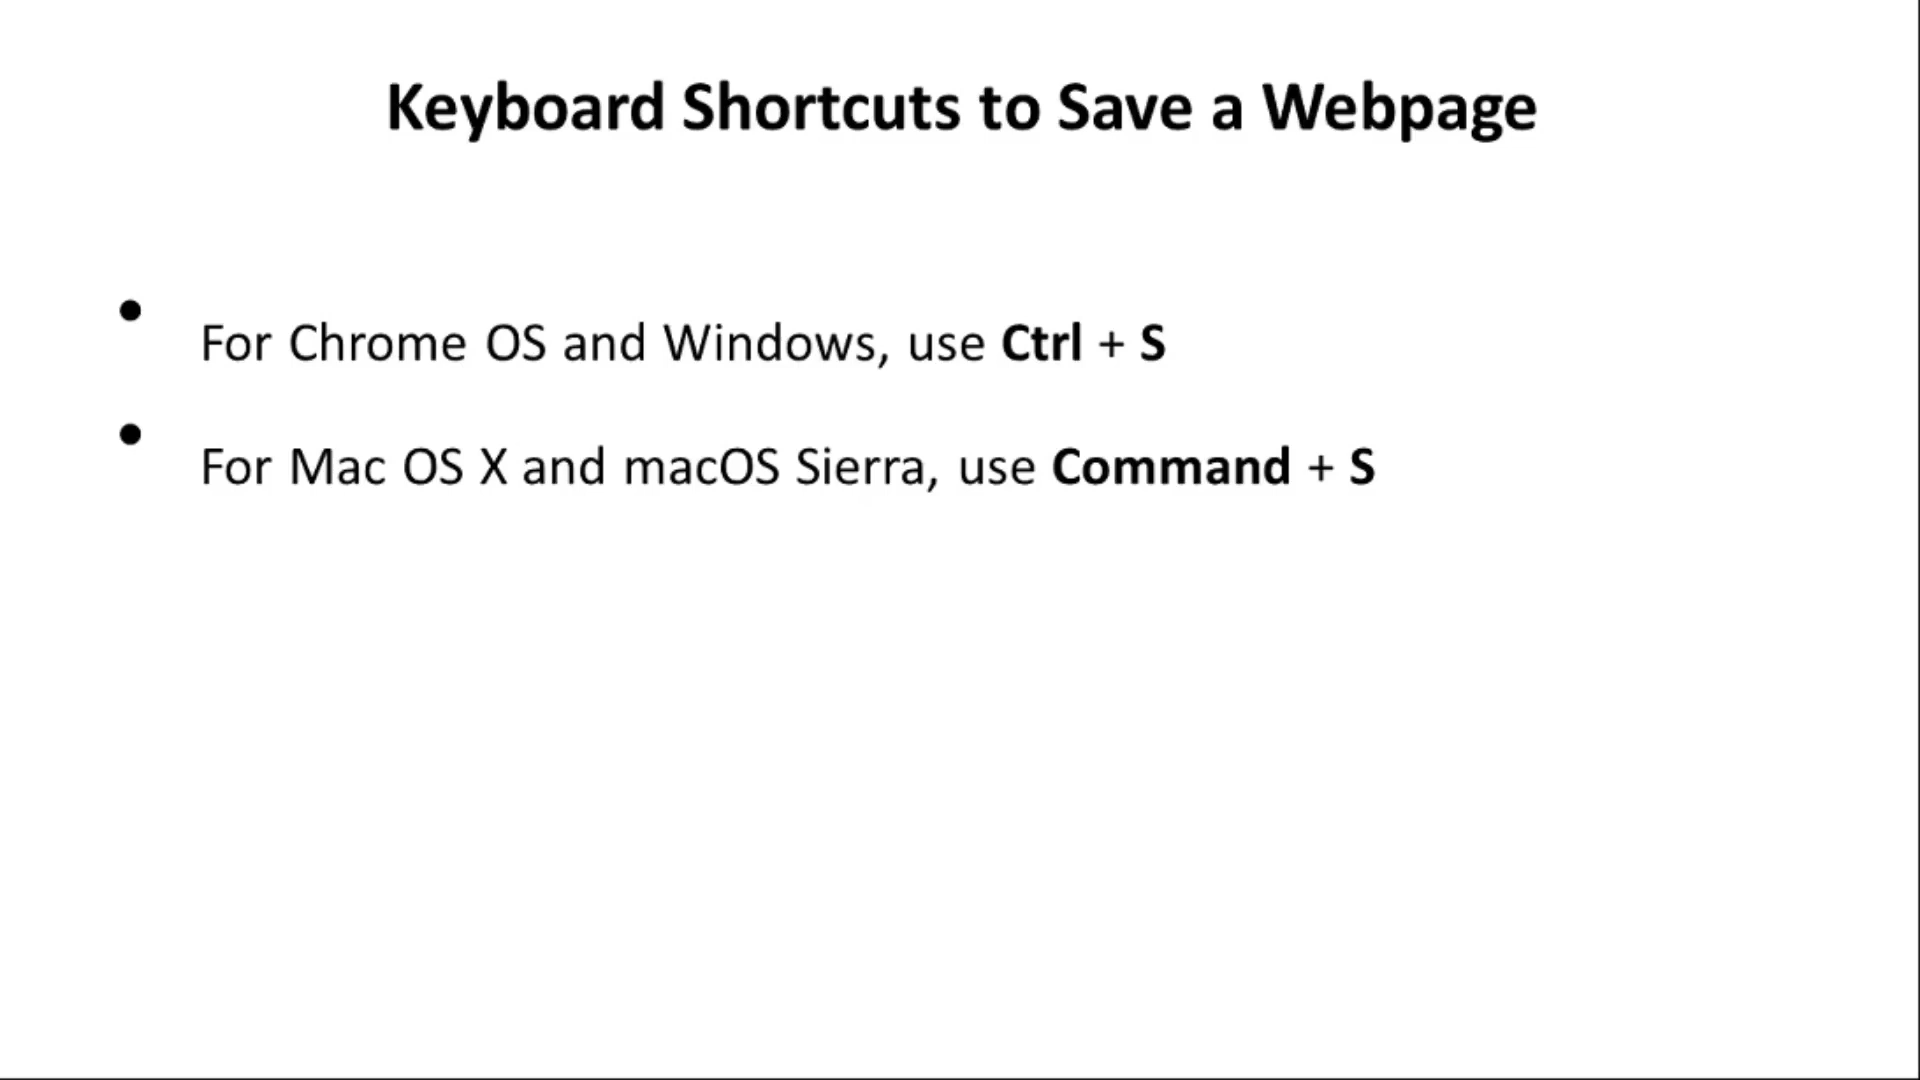 Keyboard Shortcuts to Save a Webpage
• For Chrome OS and Windows, use Ctrl + S
• For Mac OS X and macOS Sierra, use Command + S